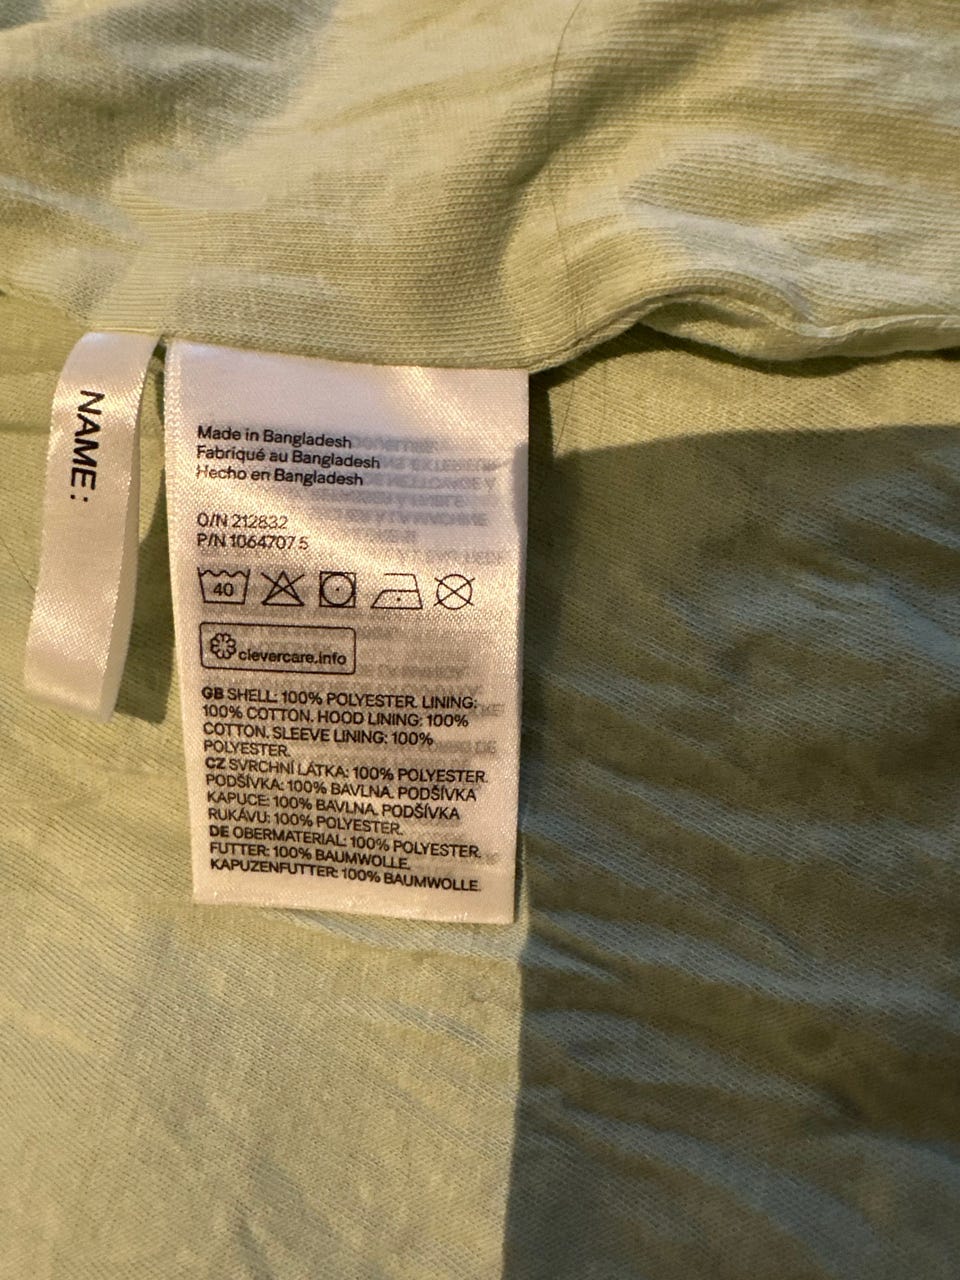 NAME:
Made in Bangladesh
Fabriqué au Bangladesh
Hecho en Bangladesh
O/N 212832
P/N 1064707 5
40
clevercare.info
GB SHELL: 100% POLYESTER. LINING:
100% COTTON. HOOD LINING: 100%
COTTON. SLEEVE LINING: 100%
POLYESTER.
CZ SVRCHNÍ LÁTKA: 100% POLYESTER.
PODŠÍVKA: 100% BAVLNA. PODŠÍVKA
KAPUCE: 100% BAVLNA. PODŠÍVKA
RUKÁVU: 100% POLYESTER.
DE OBERMATERIAL: 100% POLYESTER.
FUTTER: 100% BAUMWOLLE.
KAPUZENFUTTER: 100% BAUMWOLLE.